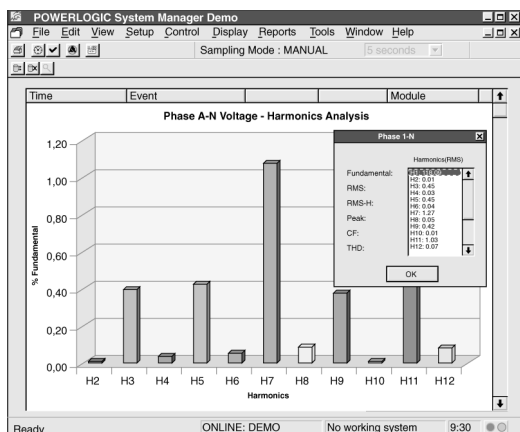 POWERLOGIC System Manager Demo
File Edit View Setup Control Display Reports Tools Window Help
Sampling Mode : MANUAL 5 seconds
Time Event Module
Phase A-N Voltage - Harmonics Analysis
Phase 1-N
Harmonics(RMS)
Fundamental:
RMS:
RMS-H:
Peak:
CF:
THD:
H2: 0.01
H3: 0.45
H4: 0.03
H5: 0.45
H6: 0.04
H7: 1.27
H8: 0.05
H9: 0.42
H10: 0.01
H11: 1.03
H12: 0.07
OK
% Fundamental
1,20
1,00
0,80
0,60
0,40
0,20
0,00
H2 H3 H4 H5 H6 H7 H8 H9 H10 H11 H12
Harmonics
Ready ONLINE: DEMO No working system 9:30